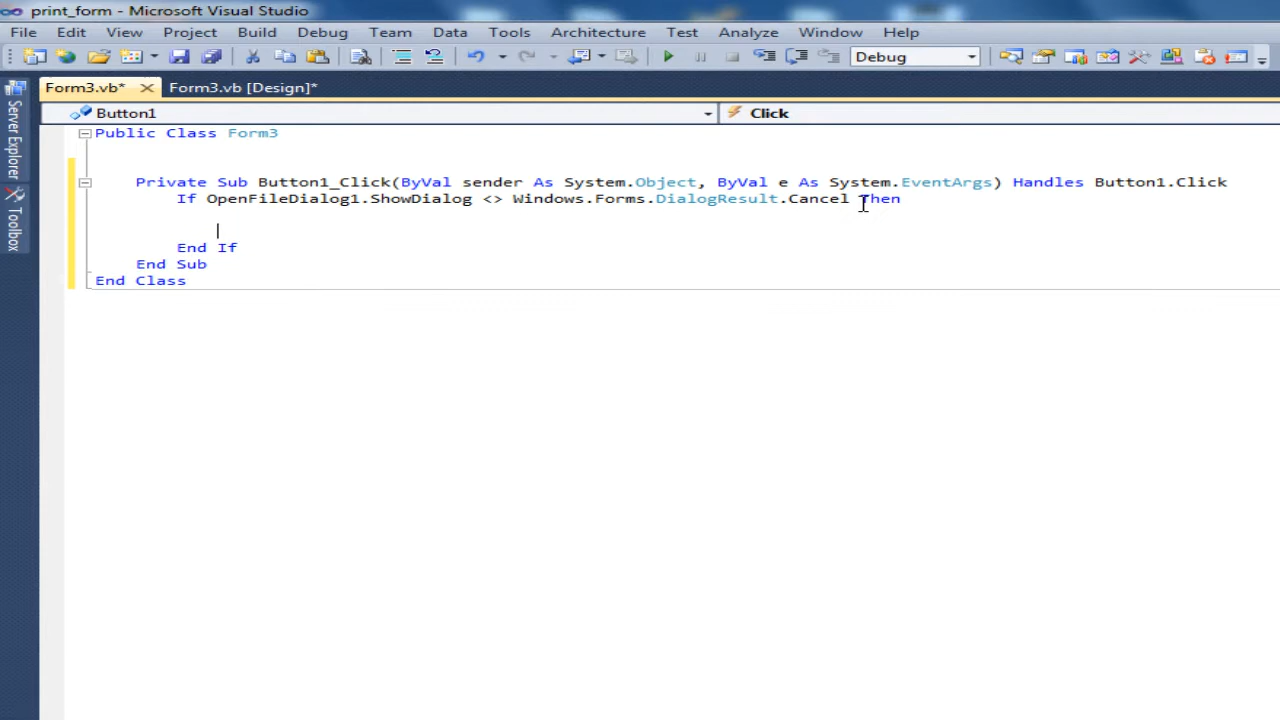 print_form - Microsoft Visual Studio
File Edit View Project Build Debug Team Data Tools Architecture Test Analyze Window Help
Debug
Form3.vb* Form3.vb [Design]*
Button1 Click
Server Explorer
Toolbox
Public Class Form3
Private Sub Button1_Click(ByVal sender As System.Object, ByVal e As System.EventArgs) Handles Button1.Click
If OpenFileDialog1.ShowDialog <> Windows.Forms.DialogResult.Cancel Then
End If
End Sub
End Class